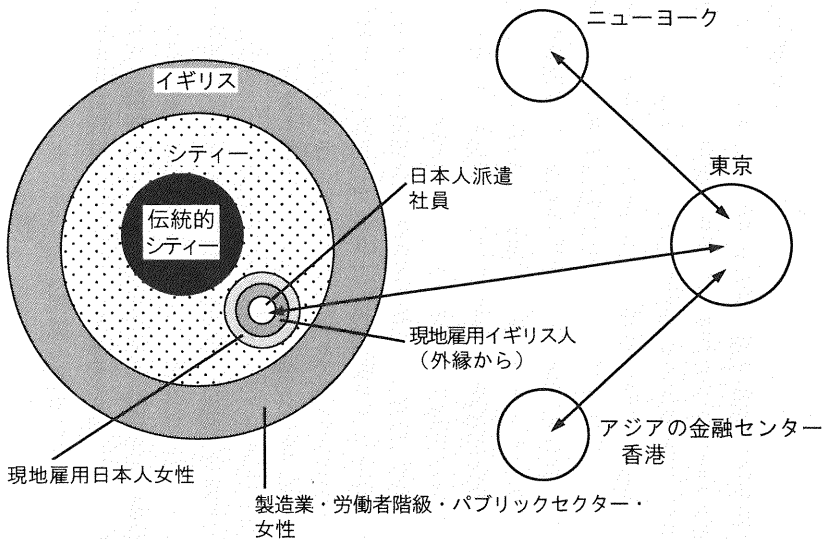 ニューヨーク
イギリス
シティー
東京
日本人派遣
社員
伝統的
シティー
現地雇用イギリス人
（外縁から）
アジアの金融センター
香港
現地雇用日本人女性
製造業・労働者階級・パブリックセクター・
女性